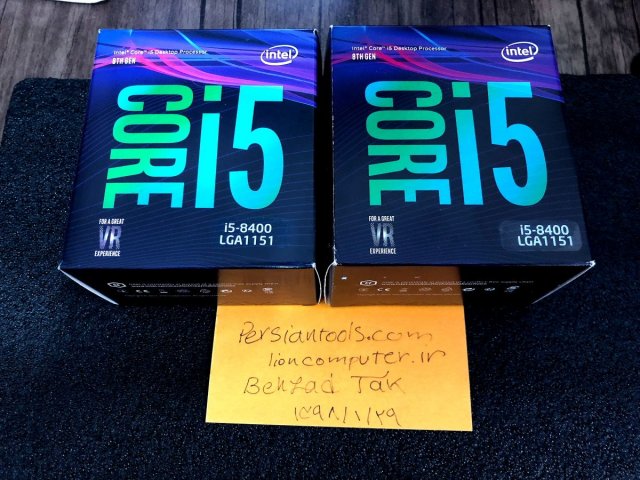 Intel® Core™ i5 Desktop Processor
8TH GEN
intel
CORE i5
FOR A GREAT
VR
EXPERIENCE
i5-8400
LGA1151
Intel® Core™ i5 Desktop Processor
8TH GEN
intel
CORE i5
FOR A GREAT
VR
EXPERIENCE
i5-8400
LGA1151
Persiantools.com
lioncomputer.ir
Behzad Tak
۱۳۹۸/۱/۲۹